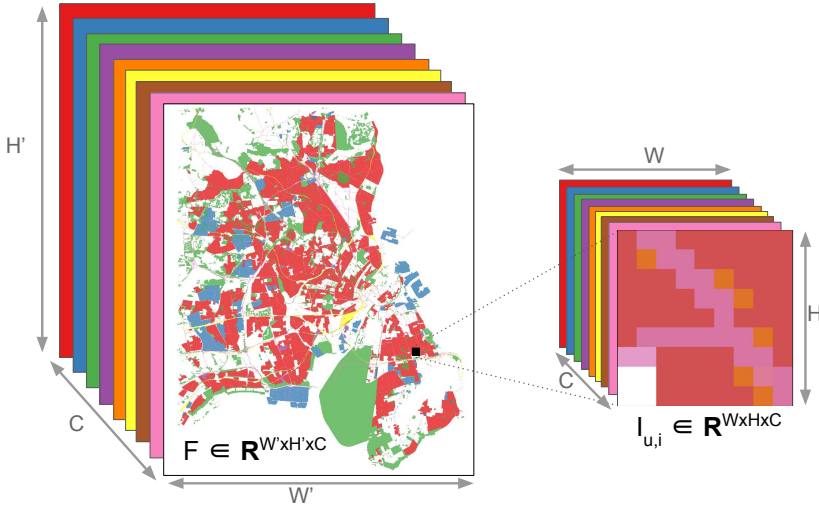 H'
C
F ∈ R^W'xH'xC
W'
W
H
C
I_u,i ∈ R^WxHxC